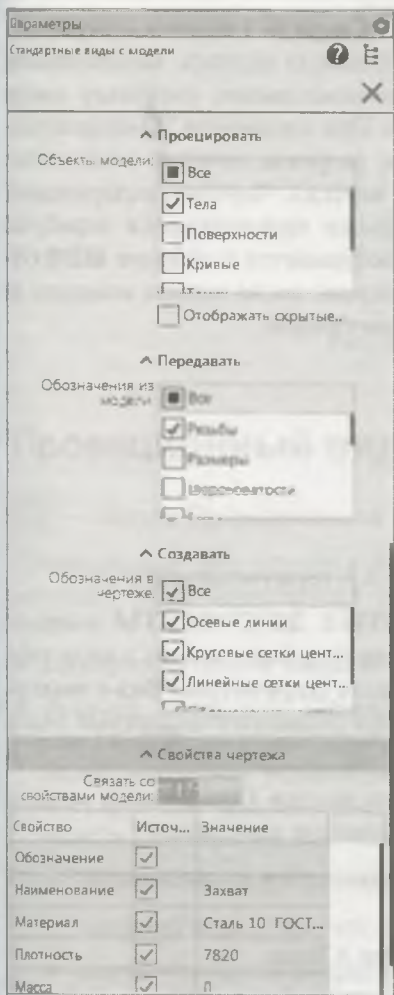 Параметры
Стандартные виды с модели
Проецировать
Объекты модели:
Все
Тела
Поверхности
Кривые
Отображать скрытые..
Передавать
Обозначения из модели:
Все
Резьбы
Размеры
Шероховатости
Создавать
Обозначения в чертеже:
Все
Осевые линии
Круговые сетки цент...
Линейные сетки цент...
Свойства чертежа
Связать со свойствами модели:
Свойство Источ... Значение
Обозначение
Наименование Захват
Материал Сталь 10 ГОСТ...
Плотность 7820
Масса